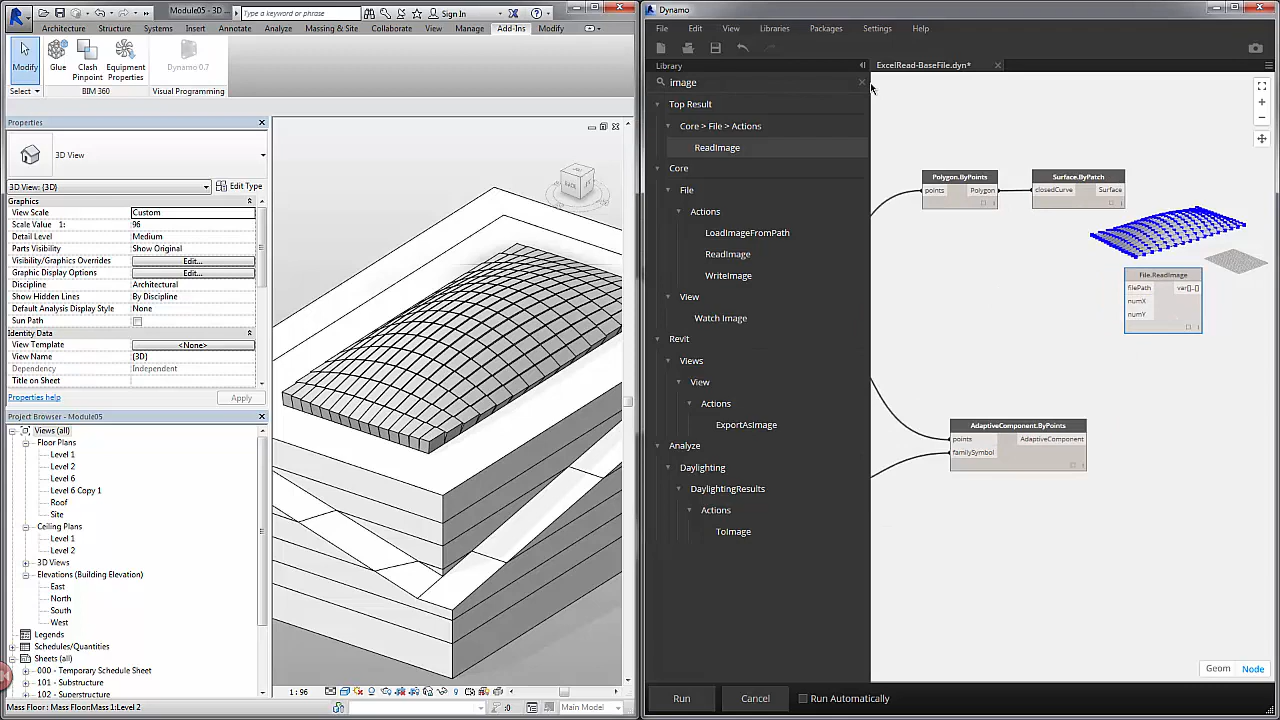 Module05 - 3D ...
Type a keyword or phrase
Sign In
Architecture
Structure
Systems
Insert
Annotate
Analyze
Massing & Site
Collaborate
View
Manage
Add-Ins
Modify
Modify
Glue
Clash
Pinpoint
Equipment
Properties
Dynamo 0.7
Select
BIM 360
Visual Programming
Properties
3D View
3D View: {3D}
Edit Type
Graphics
View Scale
Custom
Scale Value 1:
96
Detail Level
Medium
Parts Visibility
Show Original
Visibility/Graphics Overrides
Edit...
Graphic Display Options
Edit...
Discipline
Architectural
Show Hidden Lines
By Discipline
Default Analysis Display Style
None
Sun Path
Identity Data
View Template
<None>
View Name
{3D}
Dependency
Independent
Title on Sheet
Properties help
Apply
Project Browser - Module05
Views (all)
Floor Plans
Level 1
Level 2
Level 6
Level 6 Copy 1
Roof
Site
Ceiling Plans
Level 1
Level 2
3D Views
Elevations (Building Elevation)
East
North
South
West
Legends
Schedules/Quantities
Sheets (all)
000 - Temporary Schedule Sheet
101 - Substructure
102 - Superstructure
BACK
1 : 96
Mass Floor : Mass Floor:Mass 1:Level 2
:0
Main Model
Dynamo
File
Edit
View
Libraries
Packages
Settings
Help
Library
ExcelRead-BaseFile.dyn*
image
Top Result
Core > File > Actions
ReadImage
Core
File
Actions
LoadImageFromPath
ReadImage
WriteImage
View
Watch Image
Revit
Views
View
Actions
ExportAsImage
Analyze
Daylighting
DaylightingResults
Actions
ToImage
Polygon.ByPoints
points
Polygon
Surface.ByPatch
closedCurve
Surface
File.ReadImage
filePath
var[]..[]
numX
numY
AdaptiveComponent.ByPoints
points
AdaptiveComponent
familySymbol
Geom
Node
Run
Cancel
Run Automatically